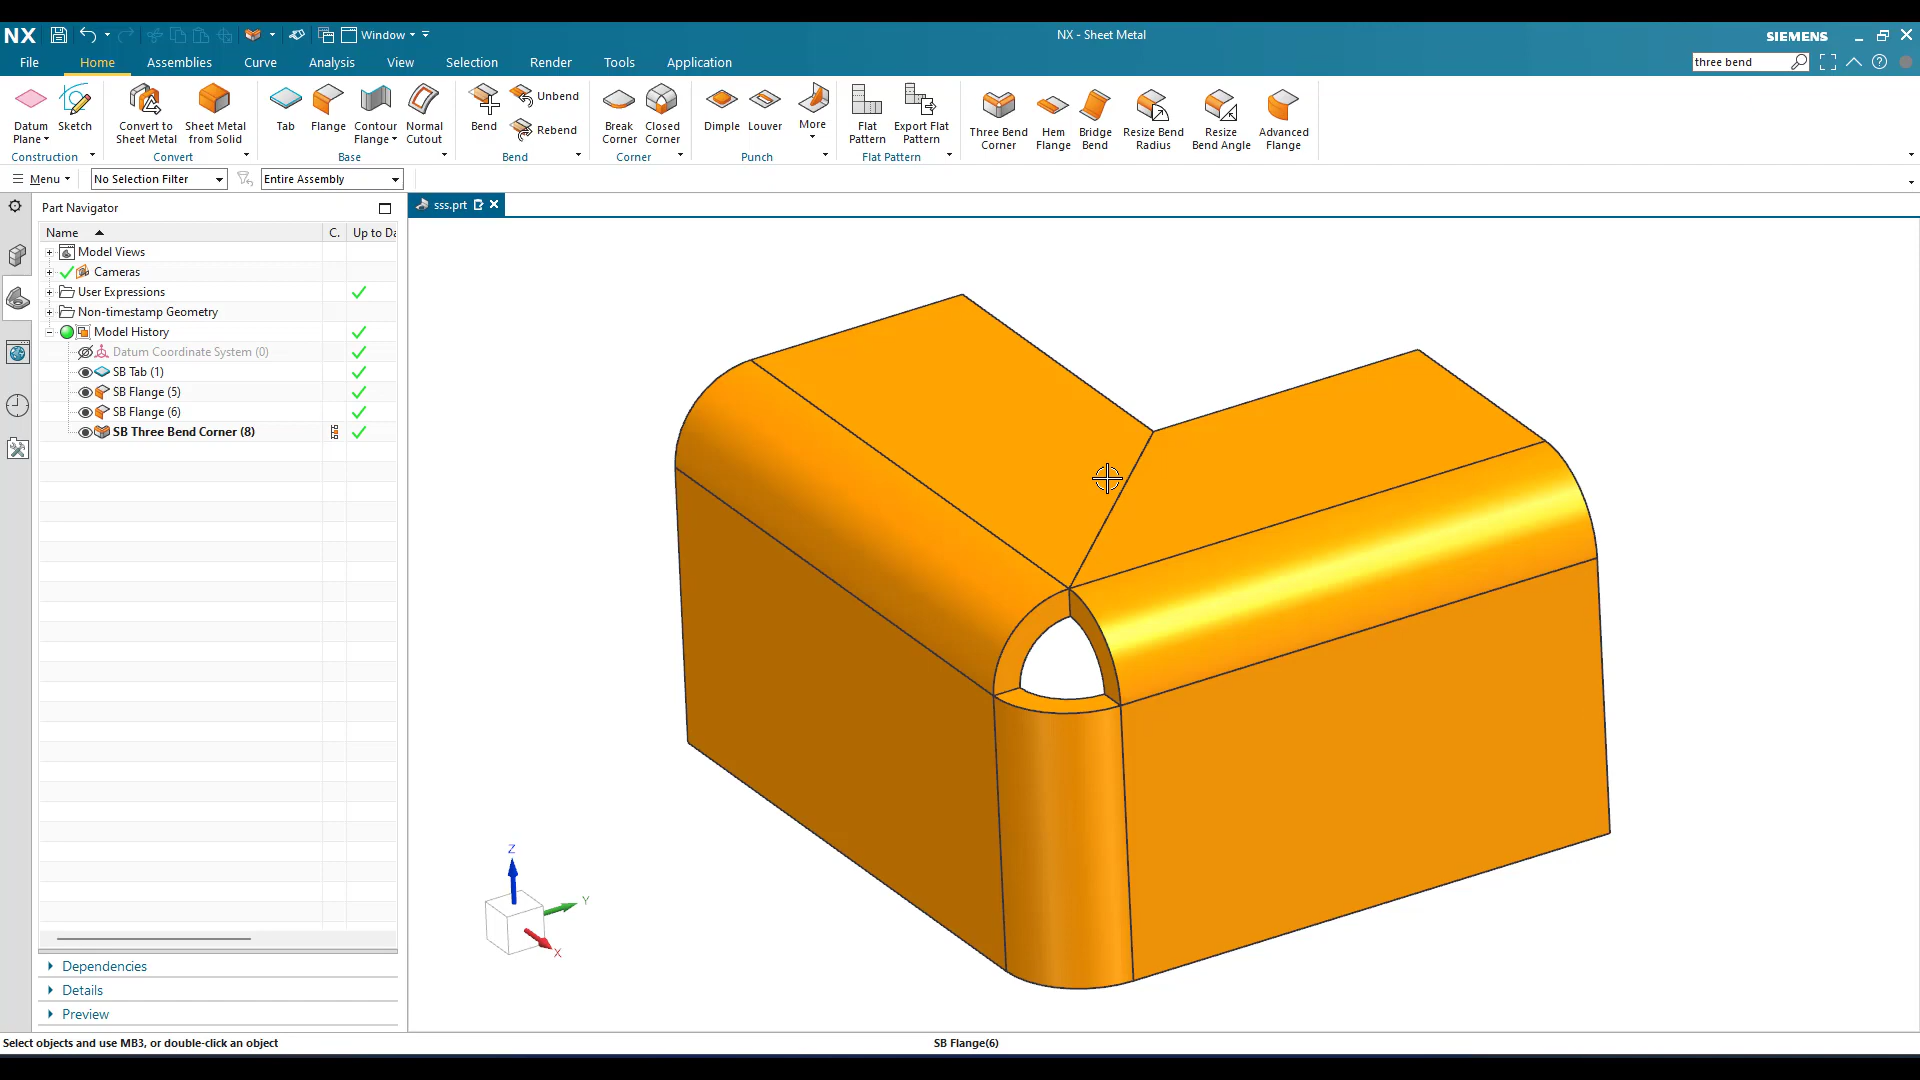 NX
Window
NX - Sheet Metal
SIEMENS
File
Home
Assemblies
Curve
Analysis
View
Selection
Render
Tools
Application
three bend
Datum Plane
Sketch
Convert to Sheet Metal
Sheet Metal from Solid
Tab
Flange
Contour Flange
Normal Cutout
Bend
Unbend
Rebend
Break Corner
Closed Corner
Dimple
Louver
More
Flat Pattern
Export Flat Pattern
Three Bend Corner
Hem Flange
Bridge Bend
Resize Bend Radius
Resize Bend Angle
Advanced Flange
Construction
Convert
Base
Bend
Corner
Punch
Flat Pattern
Menu
No Selection Filter
Entire Assembly
Part Navigator
sss.prt
Name
C.
Up to Da
Model Views
Cameras
User Expressions
Non-timestamp Geometry
Model History
Datum Coordinate System (0)
SB Tab (1)
SB Flange (5)
SB Flange (6)
SB Three Bend Corner (8)
Z
Y
X
Dependencies
Details
Preview
Select objects and use MB3, or double-click an object
SB Flange(6)